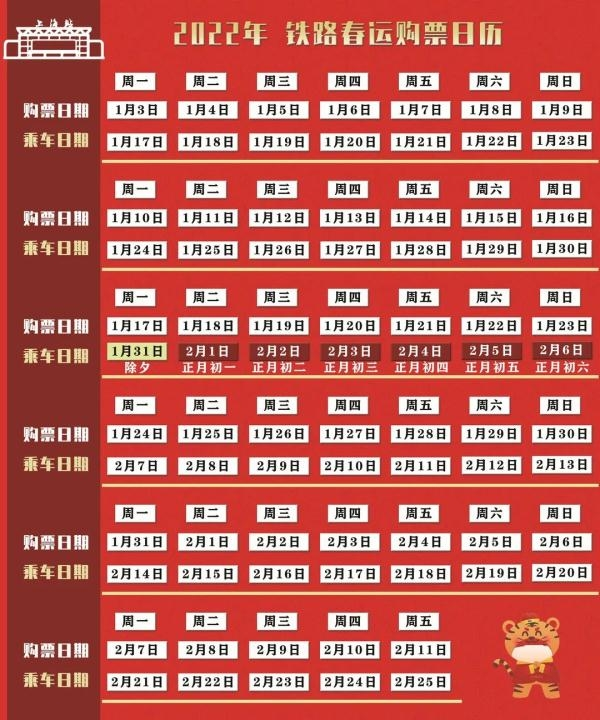 上海站
2022年 铁路春运购票日历
周一 周二 周三 周四 周五 周六 周日
购票日期 1月3日 1月4日 1月5日 1月6日 1月7日 1月8日 1月9日
乘车日期 1月17日 1月18日 1月19日 1月20日 1月21日 1月22日 1月23日
周一 周二 周三 周四 周五 周六 周日
购票日期 1月10日 1月11日 1月12日 1月13日 1月14日 1月15日 1月16日
乘车日期 1月24日 1月25日 1月26日 1月27日 1月28日 1月29日 1月30日
周一 周二 周三 周四 周五 周六 周日
购票日期 1月17日 1月18日 1月19日 1月20日 1月21日 1月22日 1月23日
乘车日期 1月31日 2月1日 2月2日 2月3日 2月4日 2月5日 2月6日
除夕 正月初一 正月初二 正月初三 正月初四 正月初五 正月初六
周一 周二 周三 周四 周五 周六 周日
购票日期 1月24日 1月25日 1月26日 1月27日 1月28日 1月29日 1月30日
乘车日期 2月7日 2月8日 2月9日 2月10日 2月11日 2月12日 2月13日
周一 周二 周三 周四 周五 周六 周日
购票日期 1月31日 2月1日 2月2日 2月3日 2月4日 2月5日 2月6日
乘车日期 2月14日 2月15日 2月16日 2月17日 2月18日 2月19日 2月20日
周一 周二 周三 周四 周五
购票日期 2月7日 2月8日 2月9日 2月10日 2月11日
乘车日期 2月21日 2月22日 2月23日 2月24日 2月25日